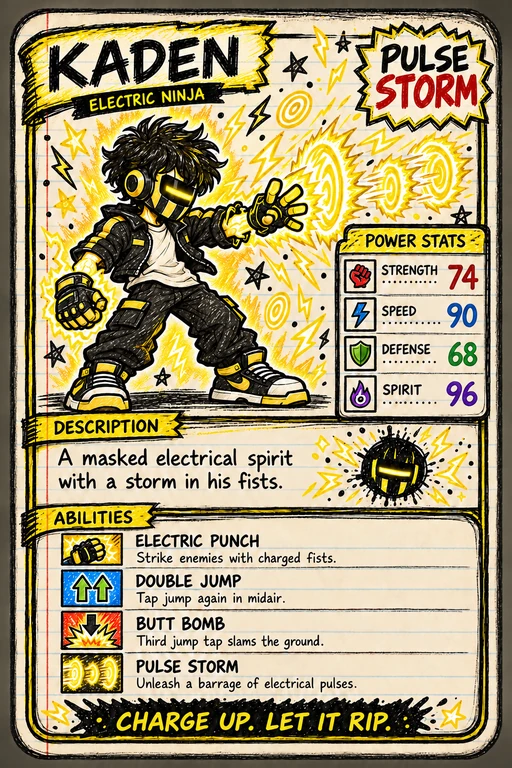 KADEN
ELECTRIC NINJA
PULSE
STORM
POWER STATS
STRENGTH 74
SPEED 90
DEFENSE 68
SPIRIT 96
DESCRIPTION
A masked electrical spirit
with a storm in his fists.
ABILITIES
ELECTRIC PUNCH
Strike enemies with charged fists.
DOUBLE JUMP
Tap jump again in midair.
BUTT BOMB
Third jump tap slams the ground.
PULSE STORM
Unleash a barrage of electrical pulses.
CHARGE UP. LET IT RIP.